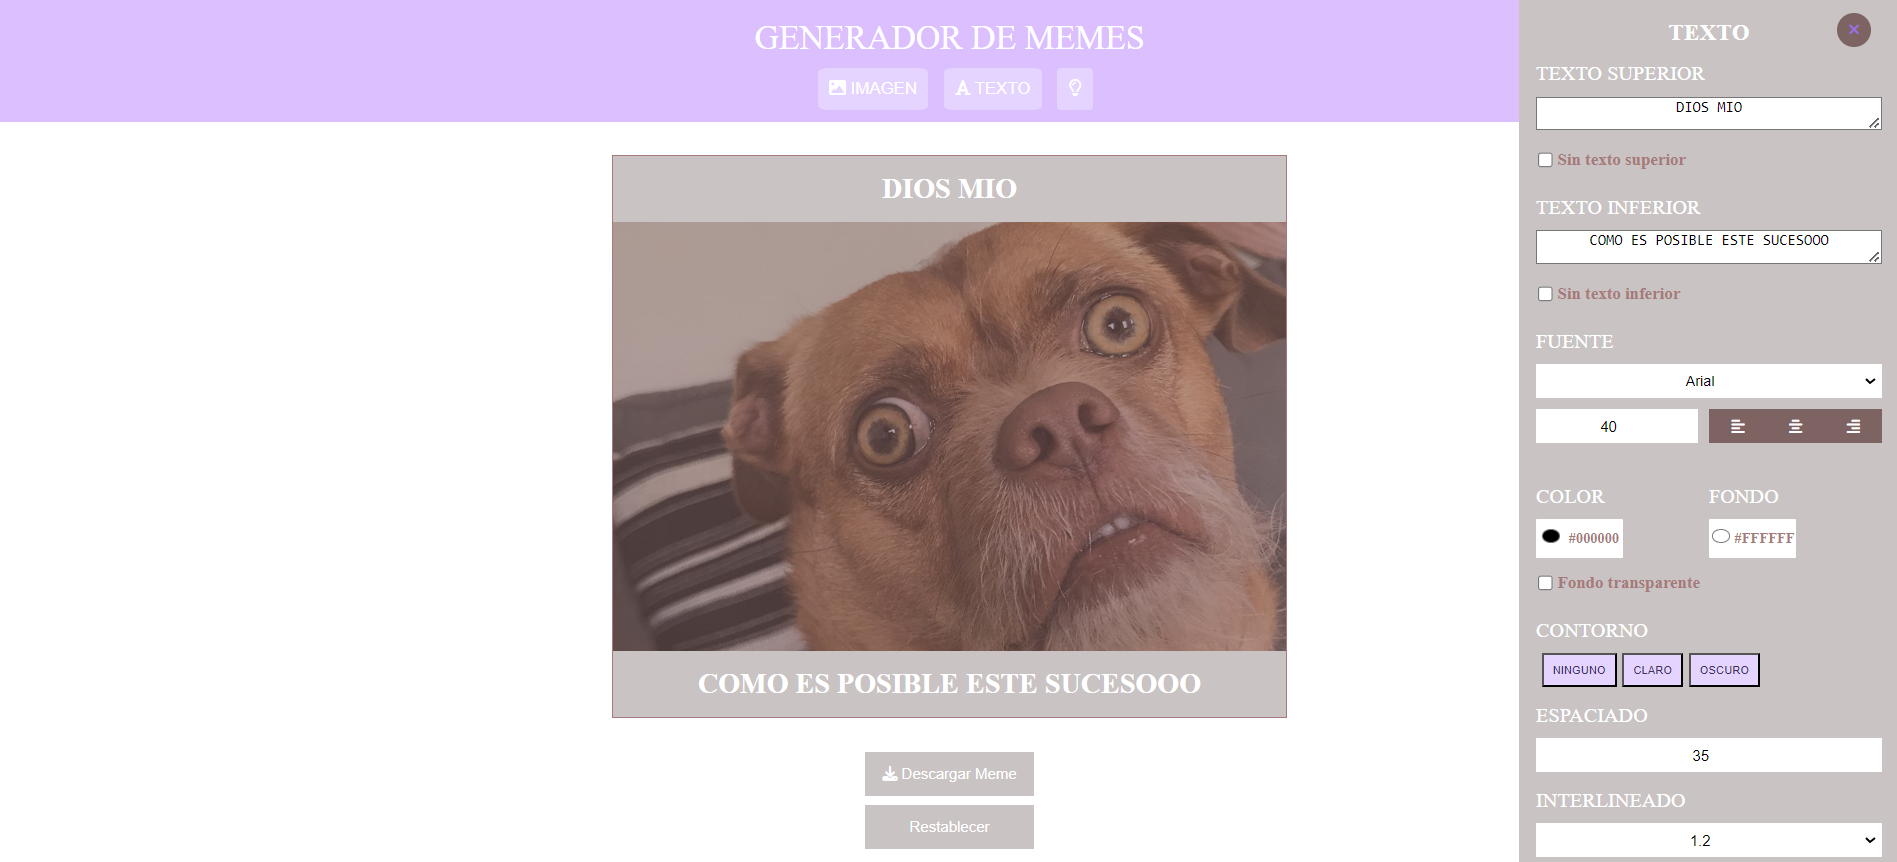 GENERADOR DE MEMES
IMAGEN
TEXTO
DIOS MIO
COMO ES POSIBLE ESTE SUCESOOO
Descargar Meme
Restablecer
TEXTO
×
TEXTO SUPERIOR
DIOS MIO
Sin texto superior
TEXTO INFERIOR
COMO ES POSIBLE ESTE SUCESOOO
Sin texto inferior
FUENTE
Arial
40
COLOR FONDO
#000000 #FFFFFF
Fondo transparente
CONTORNO
NINGUNO CLARO OSCURO
ESPACIADO
35
INTERLINEADO
1.2